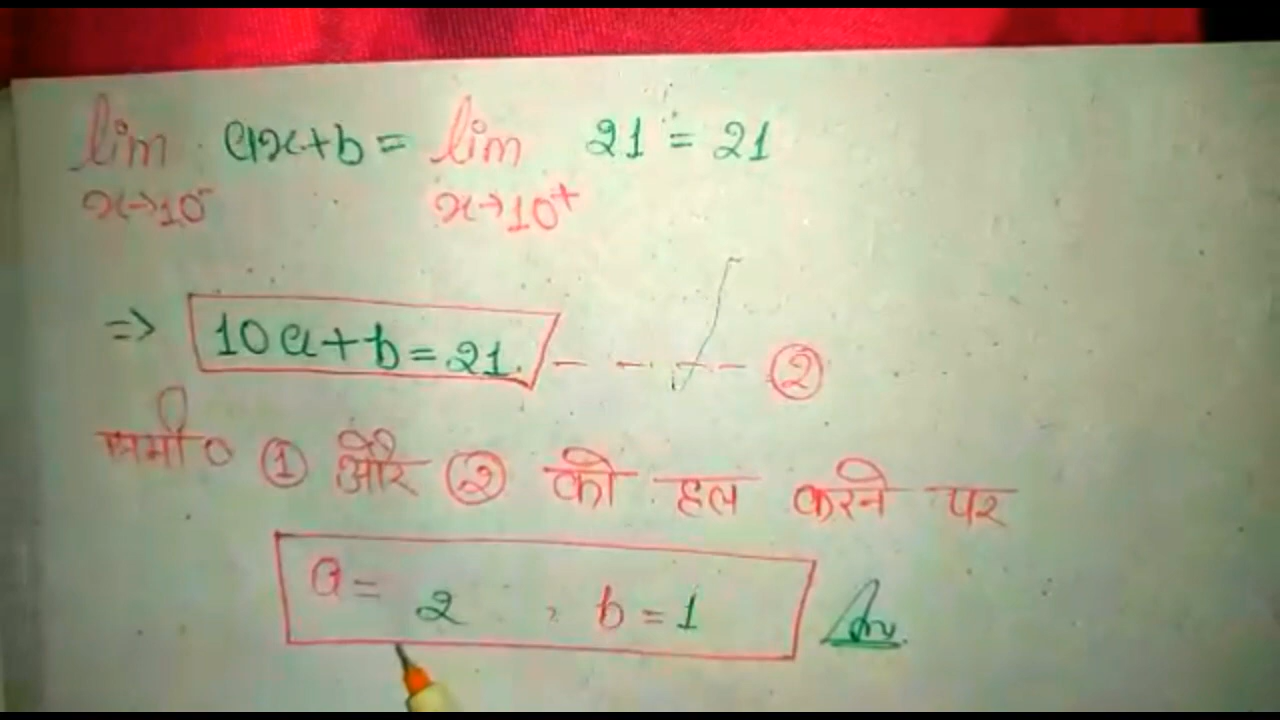 lim ax+b = lim 21 = 21
x→10⁻ x→10⁺
⇒ 10a+b=21. - - - - ②
समी० ① और ② को हल करने पर
a = 2 , b = 1 Ans.